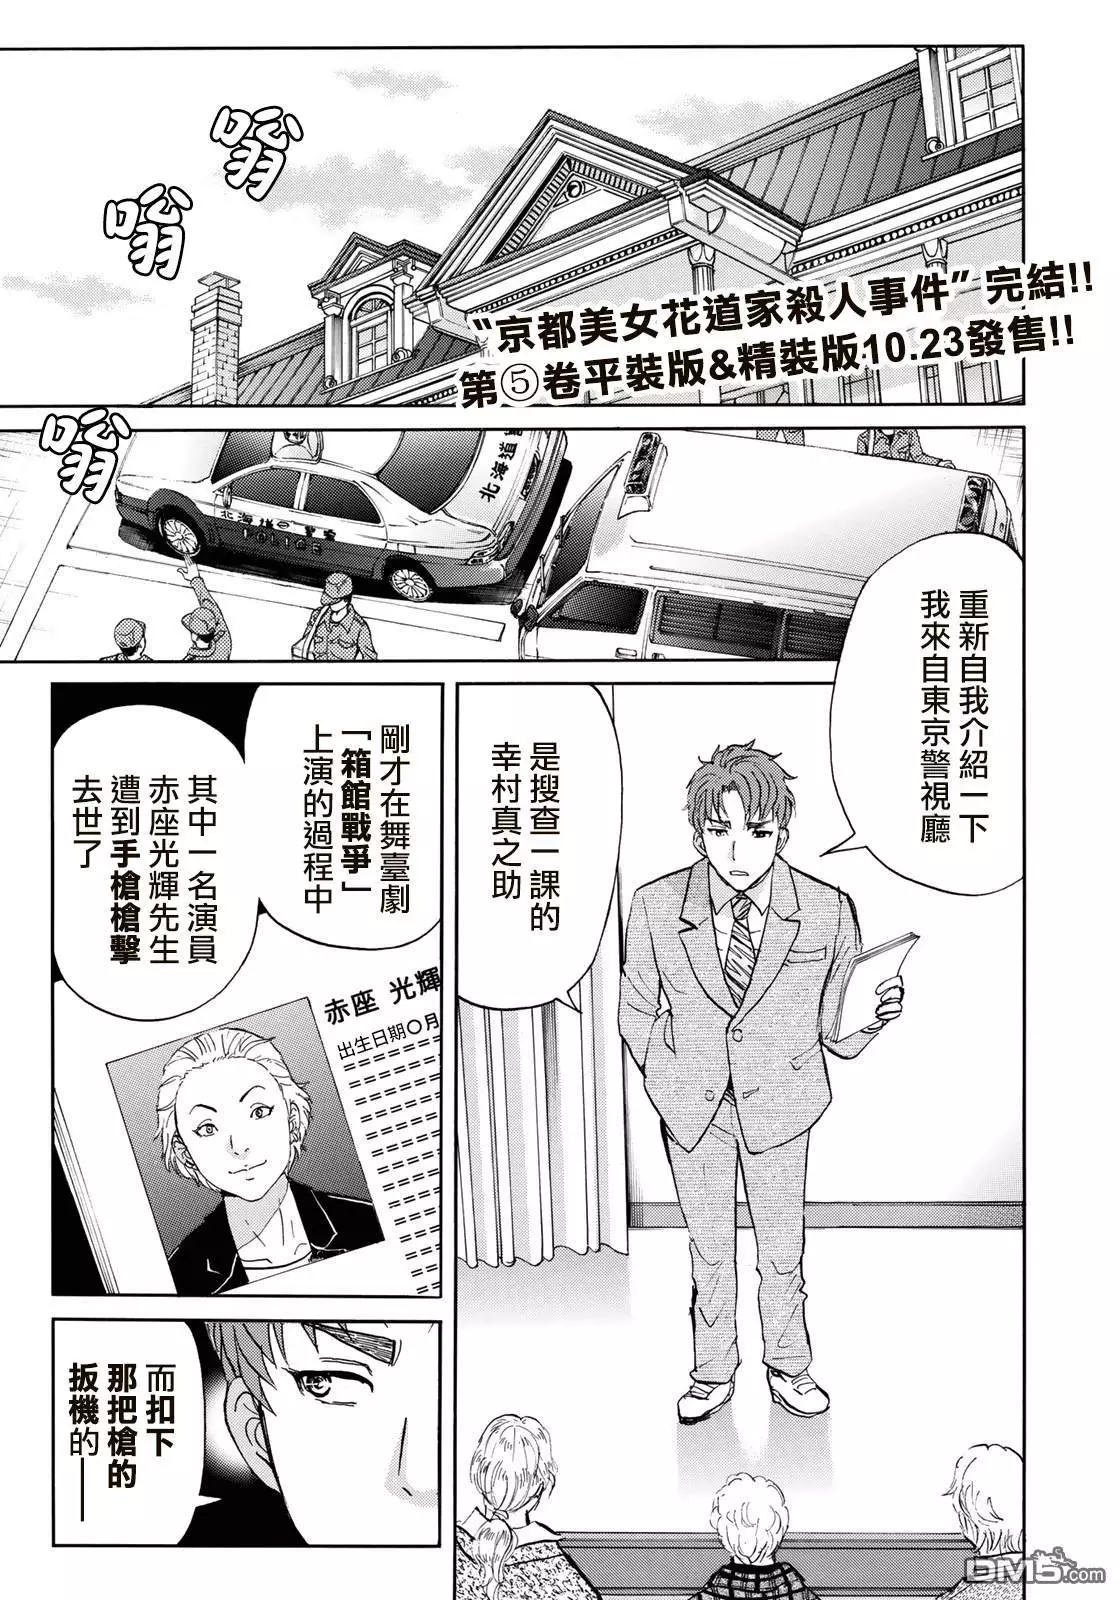 嗡
嗡
“京都美女花道家殺人事件”完結!!
第⑤卷平裝版&精裝版10.23發售!!
嗡
北海道警
北海道 警察
POLICE
重新自我介紹一下
我來自東京警視廳
是搜查一課的
幸村真之助
剛才在舞臺劇
「箱館戰爭」
上演的過程中
其中一名演員
赤座光輝先生
遭到手槍槍擊
去世了
赤座 光輝
出生日期〇月
而扣下
那把槍的
扳機的——
DM5.com